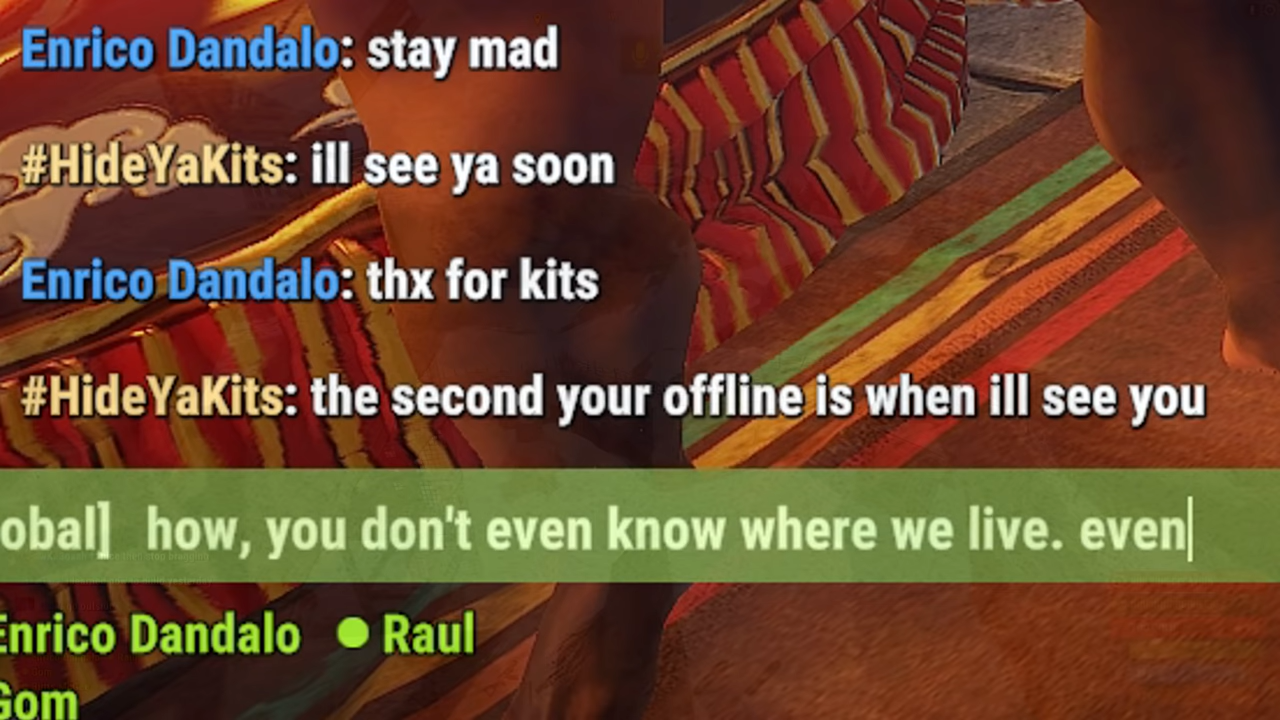 Enrico Dandalo: stay mad
#HideYaKits: ill see ya soon
Enrico Dandalo: thx for kits
#HideYaKits: the second your offline is when ill see you
obal] how, you don't even know where we live. even
Enrico Dandalo ● Raul
Gom